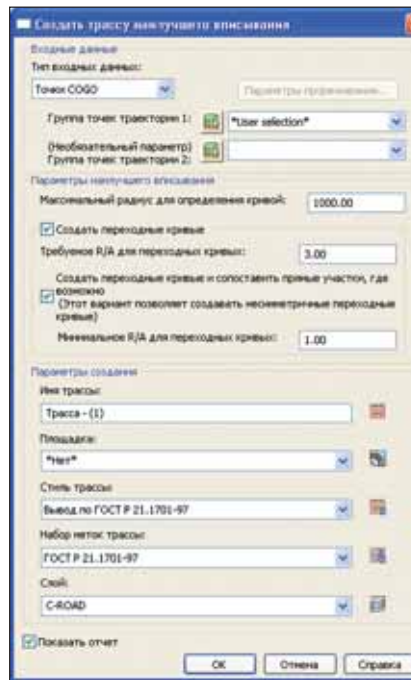 Создать трассу наилучшего вписывания
Входные данные
Тип входных данных:
Точки COGO
Параметры профилирования...
Группа точек траектории 1:
*User selection*
(Необязательный параметр)
Группа точек траектории 2:
Параметры наилучшего вписывания
Максимальный радиус для определения кривой:
1000.00
Создать переходные кривые
Требуемое R/A для переходных кривых:
3.00
Создать переходные кривые и сопоставить прямые участки, где
возможно
(Этот вариант позволяет создавать несимметричные переходные
кривые)
Минимальное R/A для переходных кривых:
1.00
Параметры создания
Имя трассы:
Трасса - (1)
Площадка:
*Нет*
Стиль трассы:
Вывод по ГОСТ Р 21.1701-97
Набор меток трассы:
ГОСТ Р 21.1701-97
Слой:
C-ROAD
Показать отчет
OK
Отмена
Справка